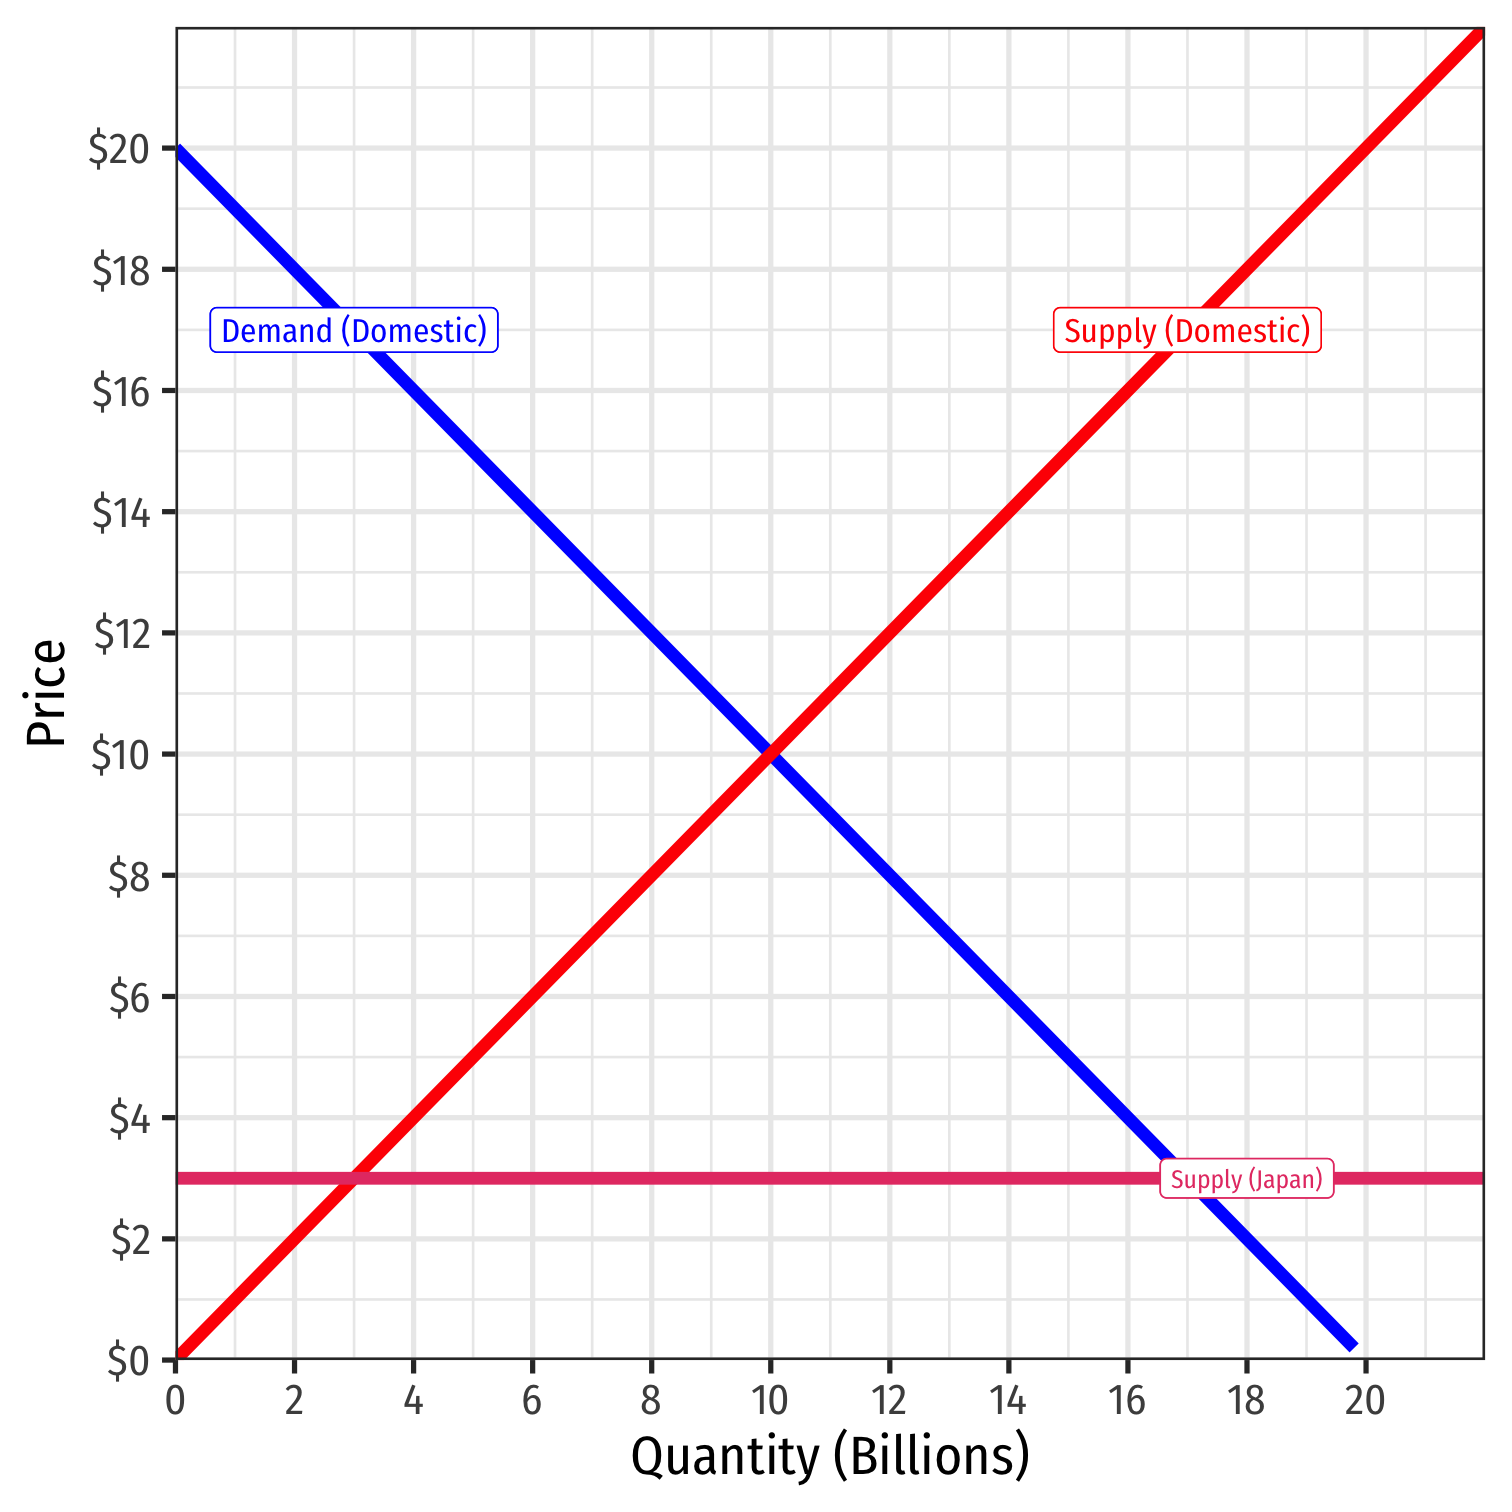 $20
$18
Demand (Domestic)
Supply (Domestic)
$16
$14
$12
Price
$10
$8
$6
$4
Supply (Japan)
$2
$0
0 2 4 6 8 10 12 14 16 18 20
Quantity (Billions)